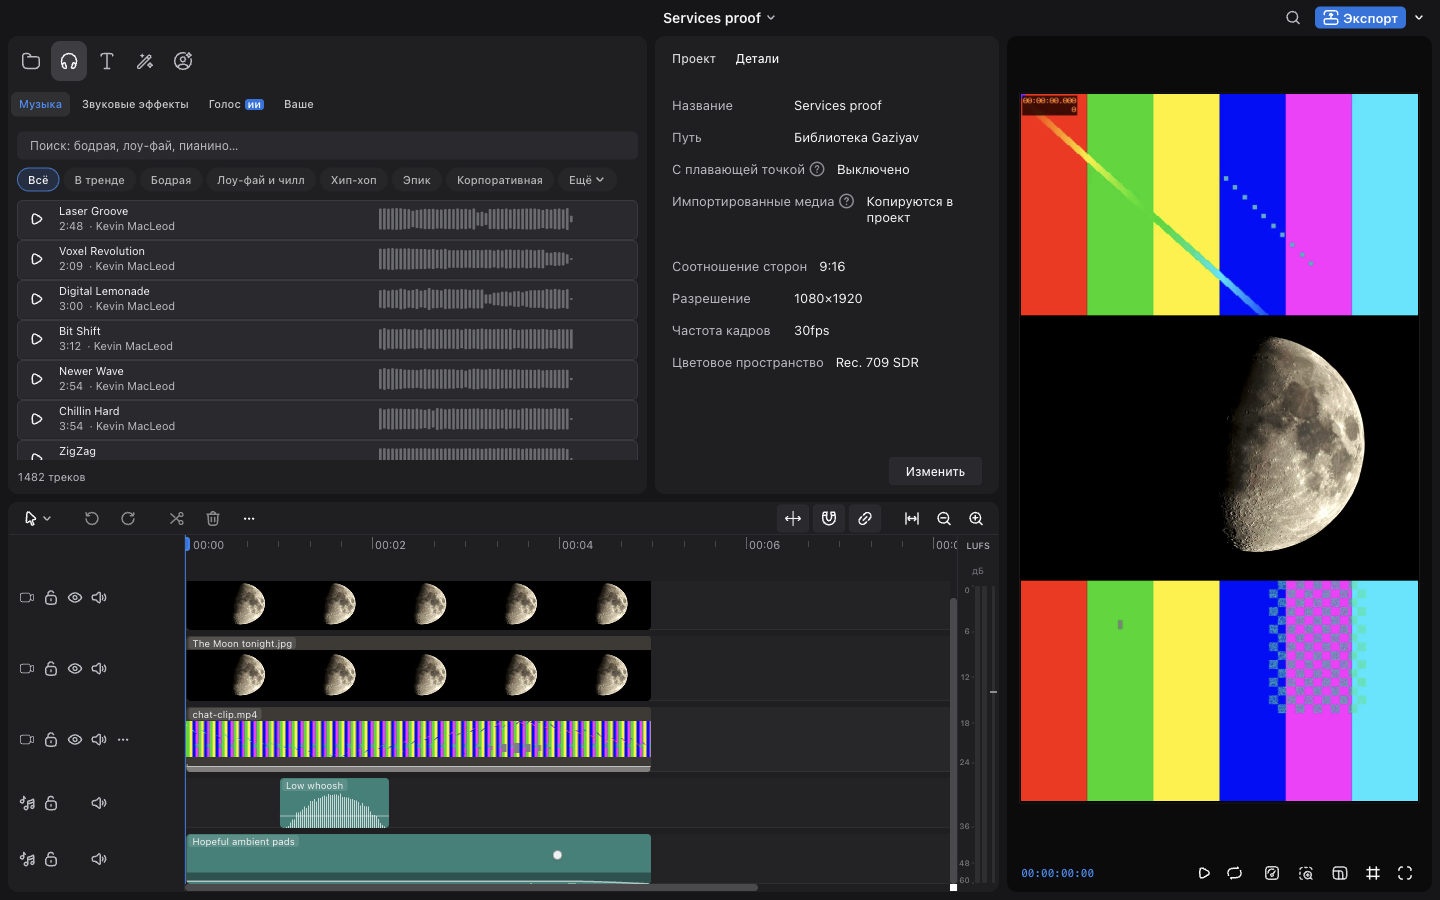 Services proof
Экспорт
Музыка
Звуковые эффекты
Голос ИИ
Ваше
Поиск: бодрая, лоу-фай, пианино...
Всё
В тренде
Бодрая
Лоу-фай и чилл
Хип-хоп
Эпик
Корпоративная
Ещё
Laser Groove
2:48 · Kevin MacLeod
Voxel Revolution
2:09 · Kevin MacLeod
Digital Lemonade
3:00 · Kevin MacLeod
Bit Shift
3:12 · Kevin MacLeod
Newer Wave
2:54 · Kevin MacLeod
Chillin Hard
3:54 · Kevin MacLeod
ZigZag
1482 треков
Проект
Детали
Название Services proof
Путь Библиотека Gaziyav
С плавающей точкой ? Выключено
Импортированные медиа ? Копируются в
проект
Соотношение сторон 9:16
Разрешение 1080×1920
Частота кадров 30fps
Цветовое пространство Rec. 709 SDR
Изменить
00:00:00.000
0
00:00
00:02
00:04
00:06
LUFS
дБ
0
6
12
18
24
36
48
60
The Moon tonight.jpg
chat-clip.mp4
Low whoosh
Hopeful ambient pads
00:00:00:00